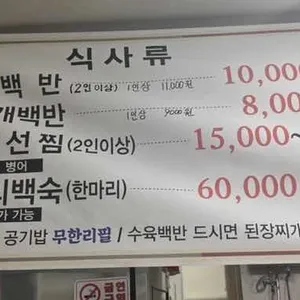 식사류
백반 (2인이상) 1인상 11,000원 10,000
개백반 1인상 9,000원 8,000
선찜 (2인이상) 15,000~
병어
백숙 (한마리) 60,000
가 가능
공기밥 무한리필 / 수육백반 드시면 된장찌개
금연